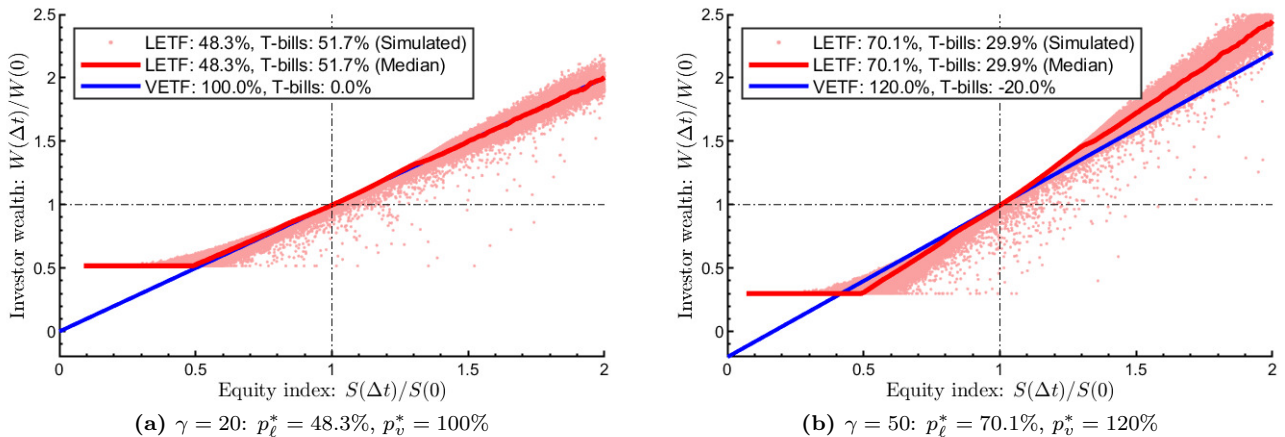 2.5
2
1.5
1
0.5
0
Investor wealth: W(Δt)/W(0)
LETF: 48.3%, T-bills: 51.7% (Simulated)
LETF: 48.3%, T-bills: 51.7% (Median)
VETF: 100.0%, T-bills: 0.0%
0 0.5 1 1.5 2
Equity index: S(Δt)/S(0)
(a) γ = 20: p*ℓ = 48.3%, p*v = 100%
2.5
2
1.5
1
0.5
0
Investor wealth: W(Δt)/W(0)
LETF: 70.1%, T-bills: 29.9% (Simulated)
LETF: 70.1%, T-bills: 29.9% (Median)
VETF: 120.0%, T-bills: -20.0%
0 0.5 1 1.5 2
Equity index: S(Δt)/S(0)
(b) γ = 50: p*ℓ = 70.1%, p*v = 120%